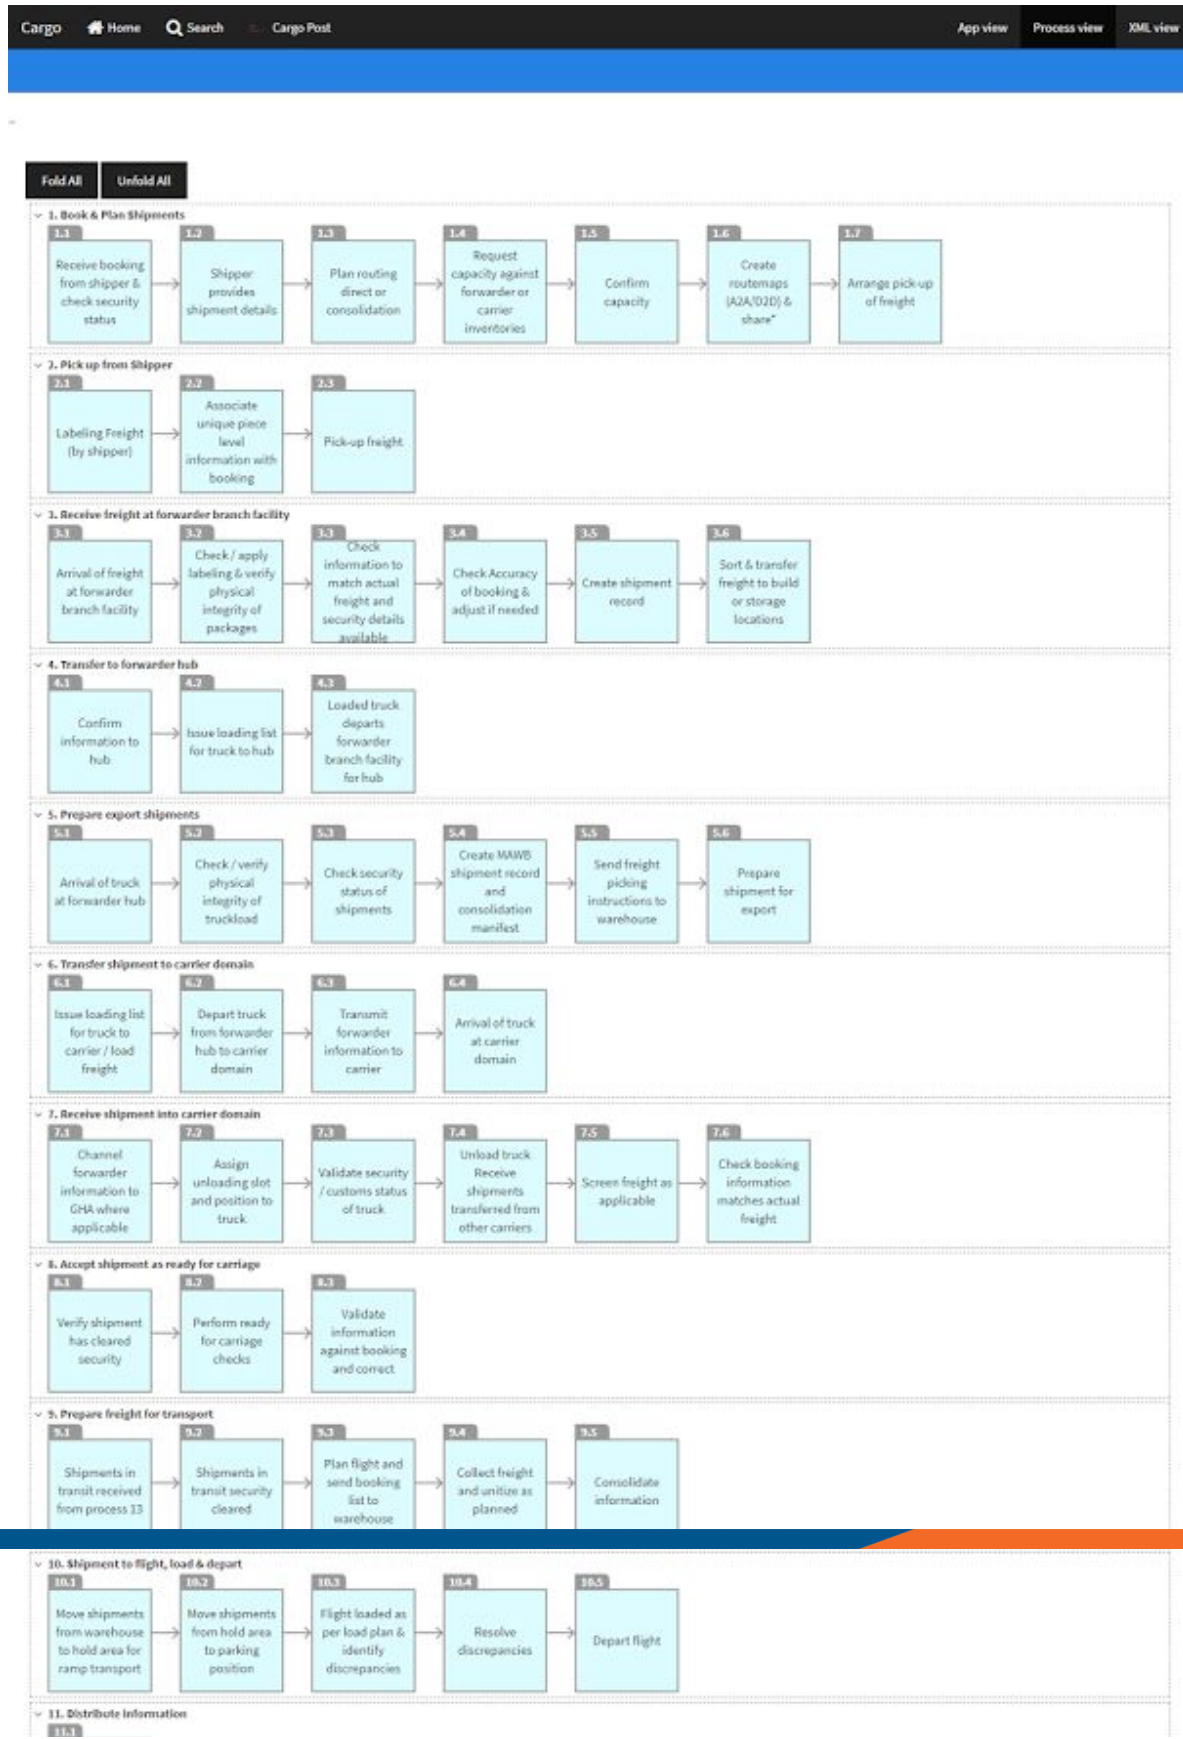 Cargo Home Search Cargo Post App view Process view XML view
Fold All Unfold All
1. Book & Plan Shipments
1.1
Receive booking
from shipper &
check security
status
1.2
Shipper
provides
shipment details
1.3
Plan routing
direct or
consolidation
1.4
Request
capacity against
forwarder or
carrier
inventories
1.5
Confirm
capacity
1.6
Create
routemaps
(A2A/D2D) &
share*
1.7
Arrange pick-up
of freight
2. Pick up from Shipper
2.1
Labeling Freight
(by shipper)
2.2
Associate
unique piece
level
information with
booking
2.3
Pick-up freight
3. Receive freight at forwarder branch facility
3.1
Arrival of freight
at forwarder
branch facility
3.2
Check / apply
labeling & verify
physical
integrity of
packages
3.3
Check
information to
match actual
freight and
security details
available
3.4
Check Accuracy
of booking &
adjust if needed
3.5
Create shipment
record
3.6
Sort & transfer
freight to build
or storage
locations
4. Transfer to forwarder hub
4.1
Confirm
information to
hub
4.2
Issue loading list
for truck to hub
4.3
Loaded truck
departs
forwarder
branch facility
for hub
5. Prepare export shipments
5.1
Arrival of truck
at forwarder hub
5.2
Check / verify
physical
integrity of
truckload
5.3
Check security
status of
shipments
5.4
Create MAWB
shipment record
and
consolidation
manifest
5.5
Send freight
picking
instructions to
warehouse
5.6
Prepare
shipment for
export
6. Transfer shipment to carrier domain
6.1
Issue loading list
for truck to
carrier / load
freight
6.2
Depart truck
from forwarder
hub to carrier
domain
6.3
Transmit
forwarder
information to
carrier
6.4
Arrival of truck
at carrier
domain
7. Receive shipment into carrier domain
7.1
Channel
forwarder
information to
GHA where
applicable
7.2
Assign
unloading slot
and position to
truck
7.3
Validate security
/ customs status
of truck
7.4
Unload truck
Receive
shipments
transferred from
other carriers
7.5
Screen freight as
applicable
7.6
Check booking
information
matches actual
freight
8. Accept shipment as ready for carriage
8.1
Verify shipment
has cleared
security
8.2
Perform ready
for carriage
checks
8.3
Validate
information
against booking
and correct
9. Prepare freight for transport
9.1
Shipments in
transit received
from process 13
9.2
Shipments in
transit security
cleared
9.3
Plan flight and
send booking
list to
warehouse
9.4
Collect freight
and unitize as
planned
9.5
Consolidate
information
10. Shipment to flight, load & depart
10.1
Move shipments
from warehouse
to hold area for
ramp transport
10.2
Move shipments
from hold area
to parking
position
10.3
Flight loaded as
per load plan &
identify
discrepancies
10.4
Resolve
discrepancies
10.5
Depart flight
11. Distribute information
11.1